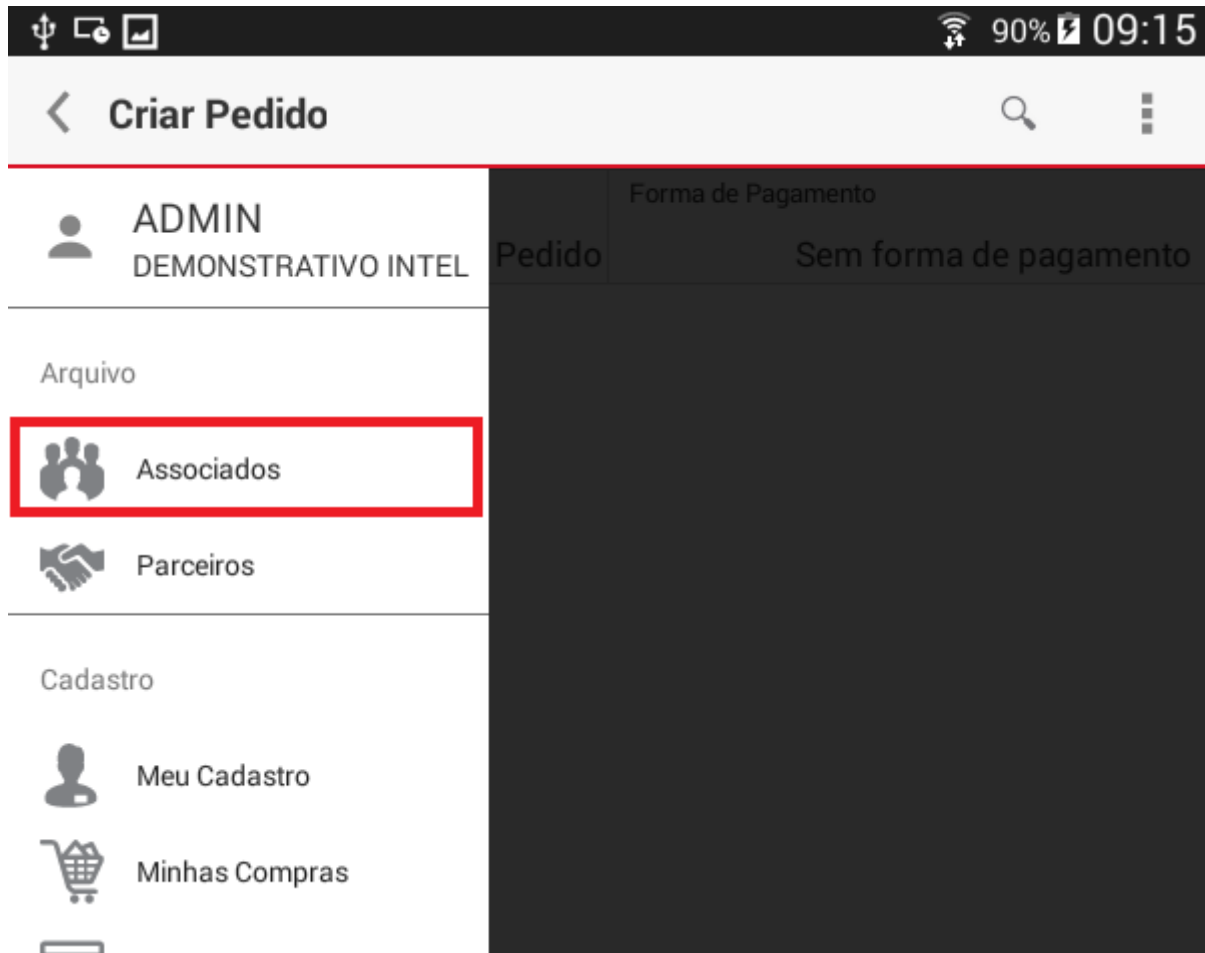 90% 09:15
Criar Pedido
ADMIN
DEMONSTRATIVO INTEL
Forma de Pagamento
Pedido
Sem forma de pagamento
Arquivo
Associados
Parceiros
Cadastro
Meu Cadastro
Minhas Compras